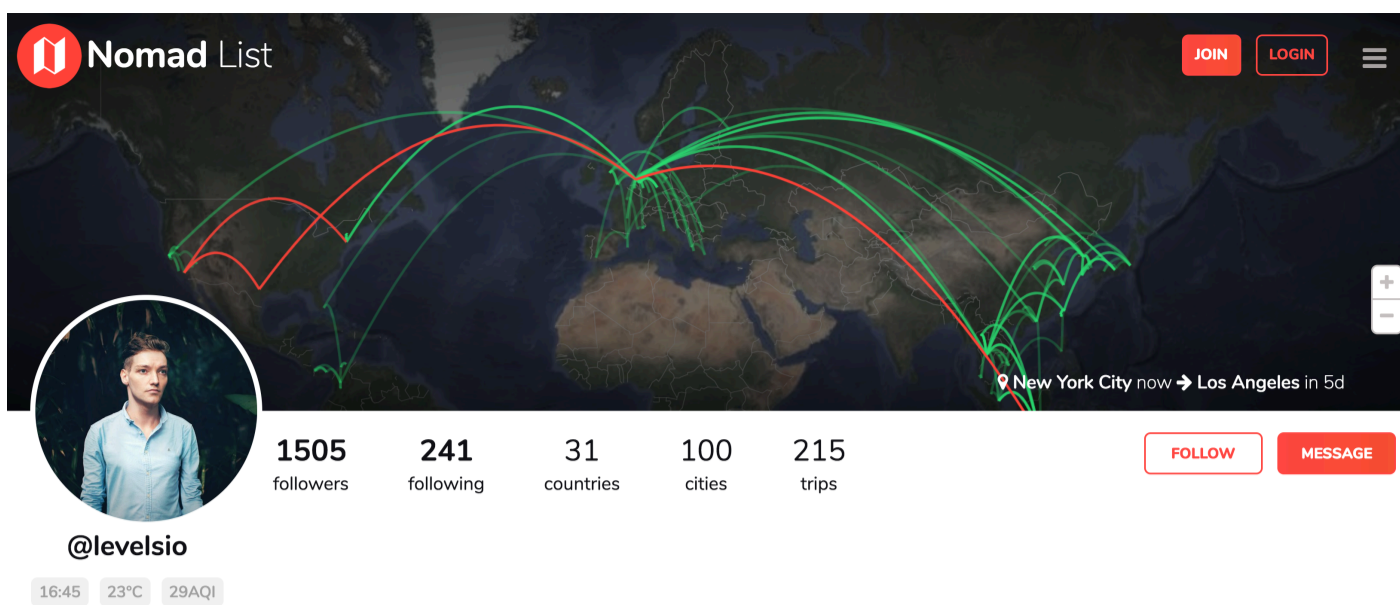 Nomad List
JOIN
LOGIN
New York City now → Los Angeles in 5d
1505
followers
241
following
31
countries
100
cities
215
trips
FOLLOW
MESSAGE
@levelsio
16:45
23°C
29AQI